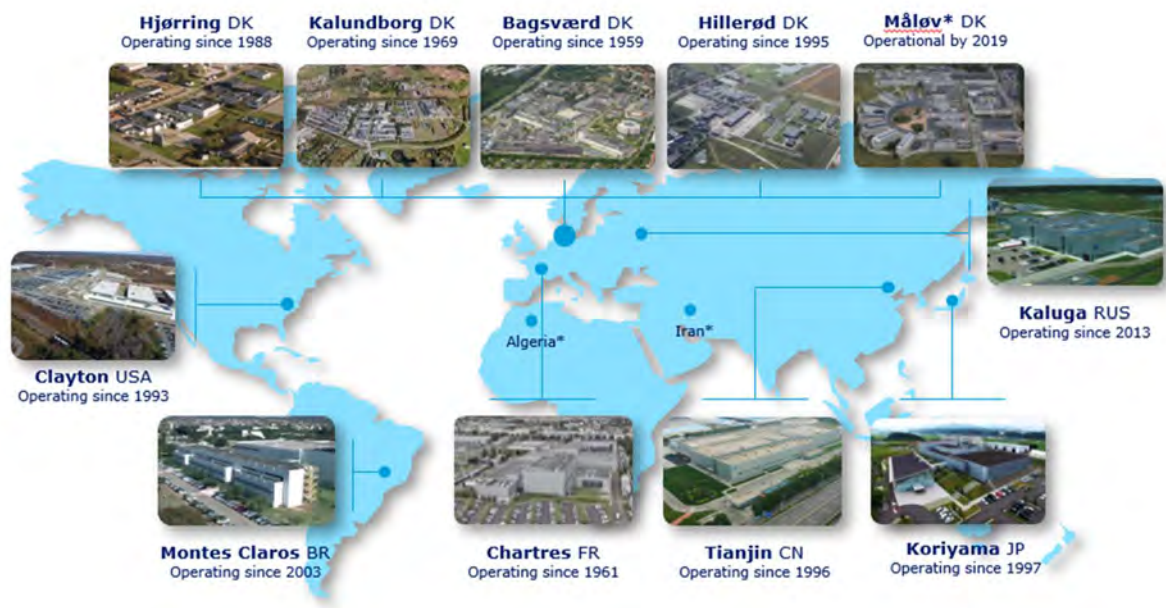 Hjørring DK
Operating since 1988
Kalundborg DK
Operating since 1969
Bagsværd DK
Operating since 1959
Hillerød DK
Operating since 1995
Måløv* DK
Operational by 2019
Kaluga RUS
Operating since 2013
Clayton USA
Operating since 1993
Algeria*
Iran*
Montes Claros BR
Operating since 2003
Chartres FR
Operating since 1961
Tianjin CN
Operating since 1996
Koriyama JP
Operating since 1997